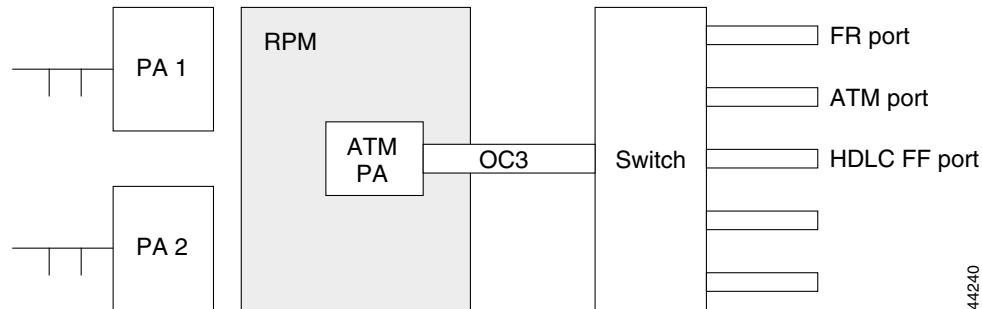 PA 1
PA 2
RPM
ATM
PA
OC3
Switch
FR port
ATM port
HDLC FF port
44240